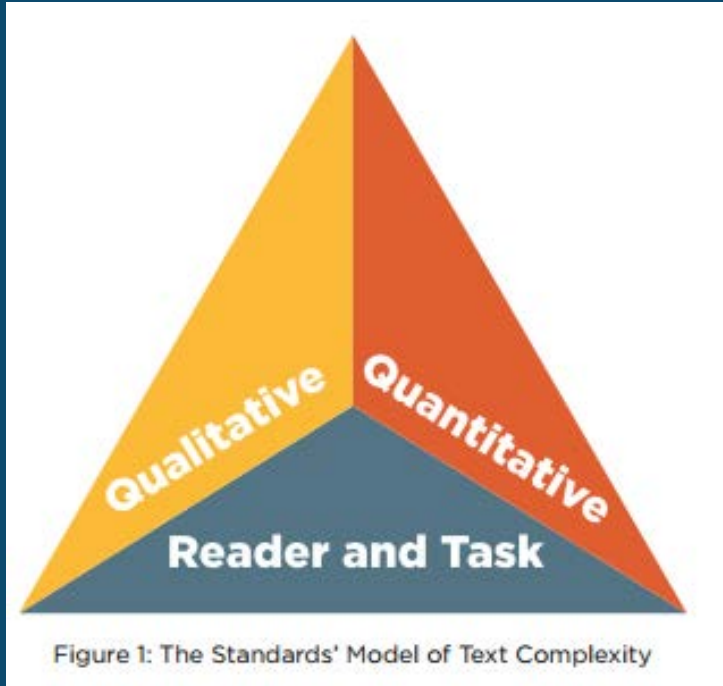 Qualitative
Quantitative
Reader and Task
Figure 1: The Standards’ Model of Text Complexity